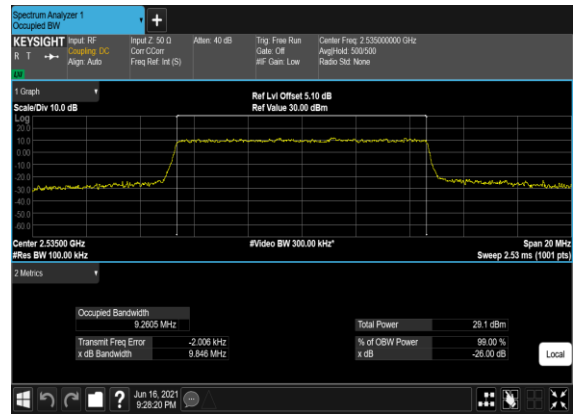 Spectrum Analyzer 1
Occupied BW
+
KEYSIGHT Input: RF Input Z: 50 Ω Atten: 40 dB Trig: Free Run Center Freq: 2.535000000 GHz
R T Coupling: DC Corr CCorr Gate: Off Avg|Hold: 500/500
Align: Auto Freq Ref: Int (S) #IF Gain: Low Radio Std: None
LW
1 Graph
Ref Lvl Offset 5.10 dB
Scale/Div 10.0 dB Ref Value 30.00 dBm
Log
20.0
10.0
0.00
-10.0
-20.0
-30.0
-40.0
-50.0
-60.0
Center 2.53500 GHz #Video BW 300.00 kHz* Span 20 MHz
#Res BW 100.00 kHz Sweep 2.53 ms (1001 pts)
2 Metrics
Occupied Bandwidth
9.2605 MHz Total Power 29.1 dBm
Transmit Freq Error -2.006 kHz % of OBW Power 99.00 %
x dB Bandwidth 9.846 MHz x dB -26.00 dB
Local
? Jun 16, 2021
9:28:20 PM